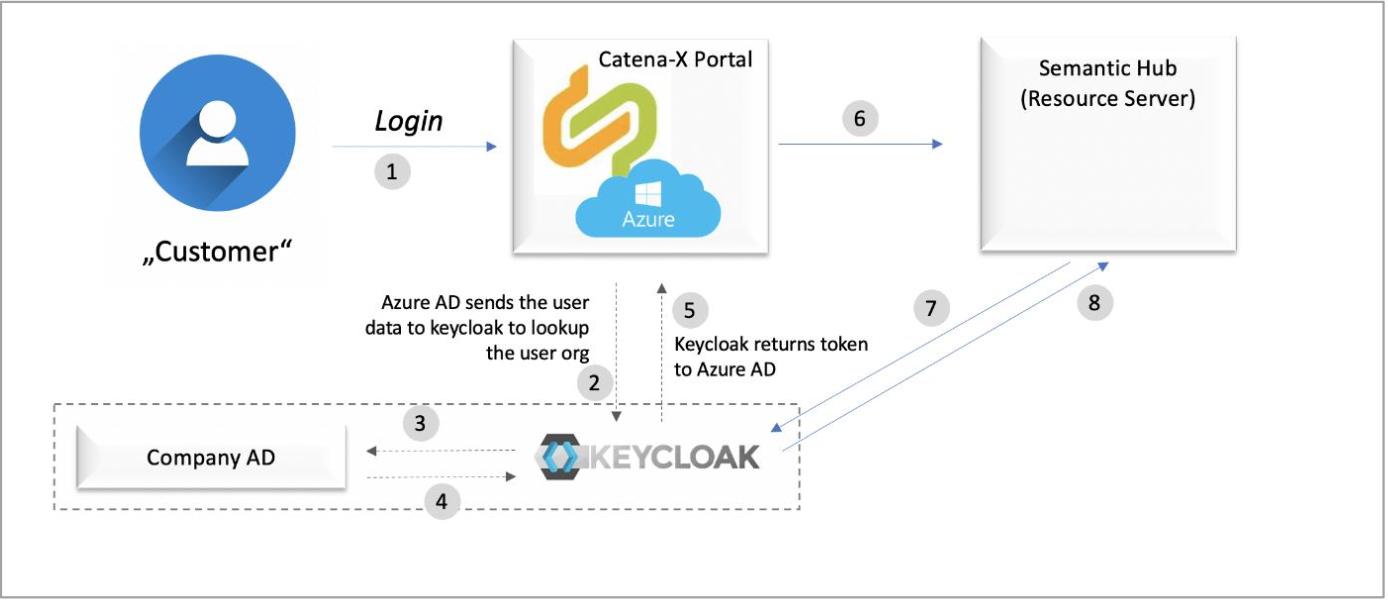 Catena-X Portal
Semantic Hub
(Resource Server)
Login
1
6
Azure
„Customer“
Azure AD sends the user
data to keycloak to lookup
the user org
2
5
Keycloak returns token
to Azure AD
7
8
3
Company AD
KEYCLOAK
4